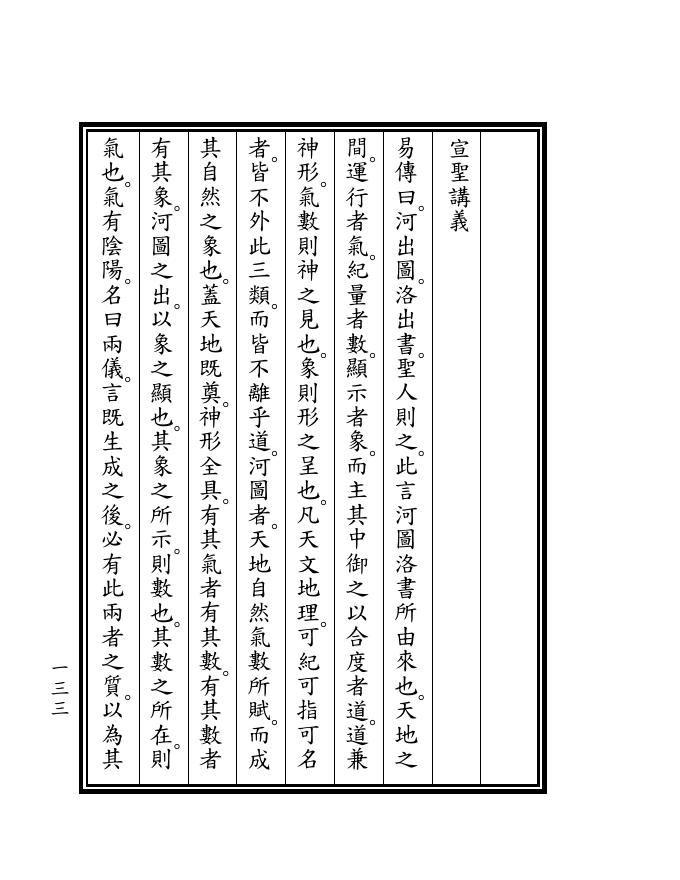 宣聖講義
易傳曰。河出圖。洛出書。聖人則之。此言河圖洛書所由來也。天地之
間。運行者氣。紀量者數。顯示者象。而主其中御之以合度者道。道兼
神形。氣數則神之見也。象則形之呈也。凡天文地理。可紀可指可名
者。皆不外此三類。而皆不離乎道。河圖者。天地自然氣數所賦。而成
其自然之象也。蓋天地既奠。神形全具。有其氣者有其數。有其數者
有其象。河圖之出。以象之顯也。其象之所示。則數也。其數之所在。則
氣也。氣有陰陽。名曰兩儀。言既生成之後。必有此兩者之質。以為其
一三三